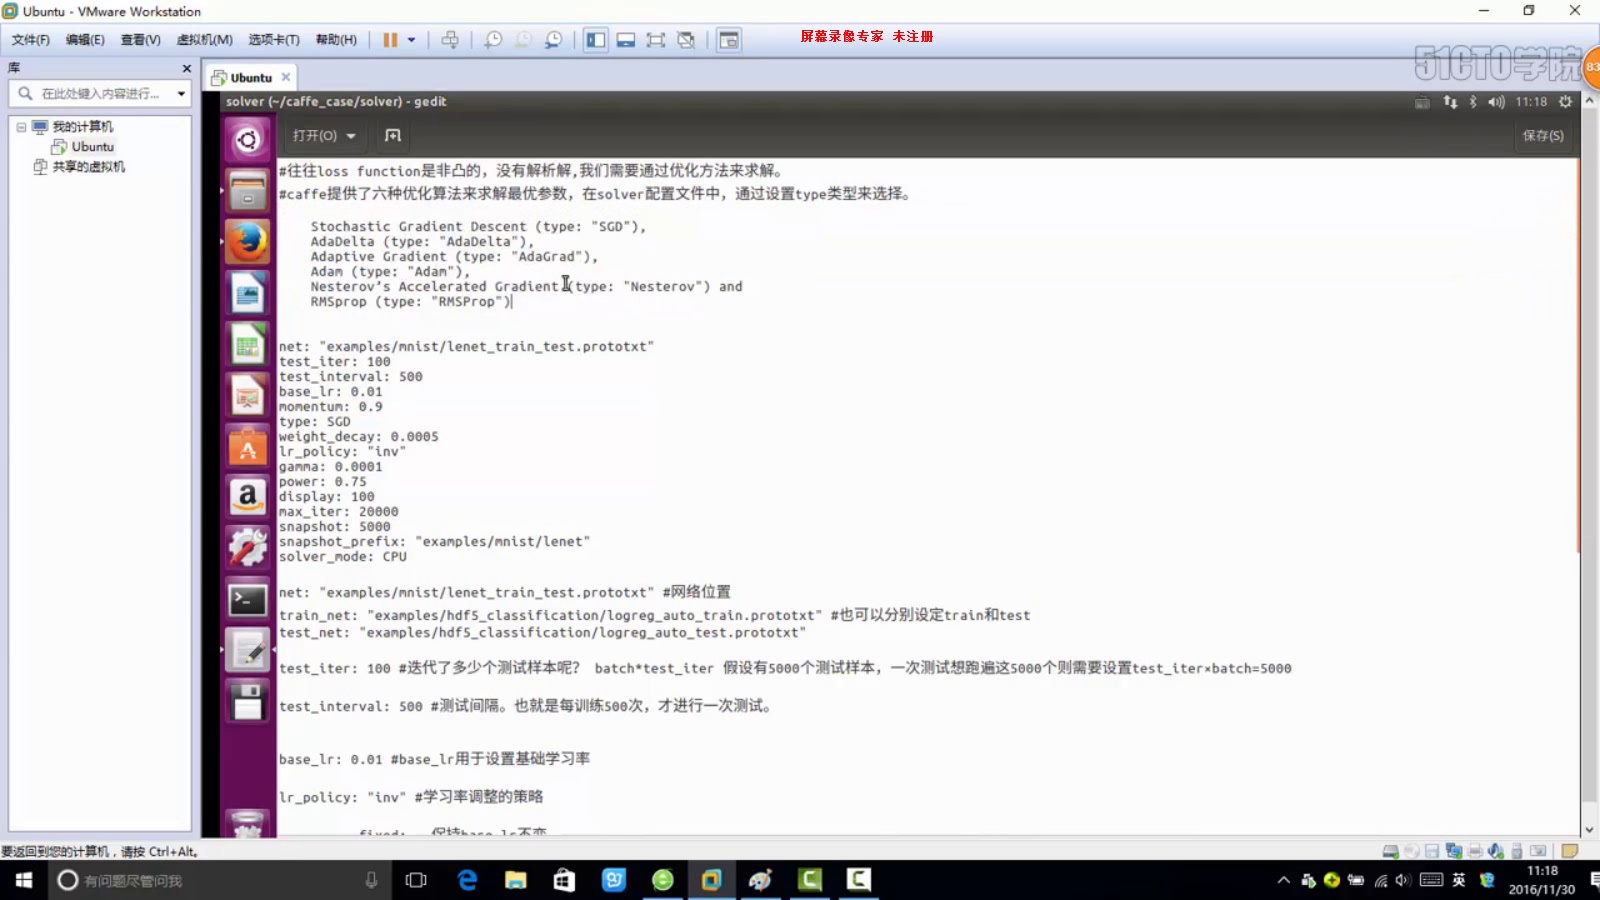 Ubuntu - VMware Workstation
文件(F) 编辑(E) 查看(V) 虚拟机(M) 选项卡(T) 帮助(H)
屏幕录像专家 未注册
51CTO学院
83
库
Ubuntu
在此处键入内容进行...
我的计算机
Ubuntu
共享的虚拟机
solver (~/caffe_case/solver) - gedit
11:18
打开(O)
保存(S)
#往往loss function是非凸的，没有解析解,我们需要通过优化方法来求解。
#caffe提供了六种优化算法来求解最优参数，在solver配置文件中，通过设置type类型来选择。
Stochastic Gradient Descent (type: "SGD"),
AdaDelta (type: "AdaDelta"),
Adaptive Gradient (type: "AdaGrad"),
Adam (type: "Adam"),
Nesterov’s Accelerated Gradient (type: "Nesterov") and
RMSprop (type: "RMSProp")
net: "examples/mnist/lenet_train_test.prototxt"
test_iter: 100
test_interval: 500
base_lr: 0.01
momentum: 0.9
type: SGD
weight_decay: 0.0005
lr_policy: "inv"
gamma: 0.0001
power: 0.75
display: 100
max_iter: 20000
snapshot: 5000
snapshot_prefix: "examples/mnist/lenet"
solver_mode: CPU
net: "examples/mnist/lenet_train_test.prototxt" #网络位置
train_net: "examples/hdf5_classification/logreg_auto_train.prototxt" #也可以分别设定train和test
test_net: "examples/hdf5_classification/logreg_auto_test.prototxt"
test_iter: 100 #迭代了多少个测试样本呢？ batch*test_iter 假设有5000个测试样本，一次测试想跑遍这5000个则需要设置test_iter×batch=5000
test_interval: 500 #测试间隔。也就是每训练500次，才进行一次测试。
base_lr: 0.01 #base_lr用于设置基础学习率
lr_policy: "inv" #学习率调整的策略
fixed: 保持base_lr不变
要返回到您的计算机，请按 Ctrl+Alt。
有问题尽管问我
英
11:18
2016/11/30